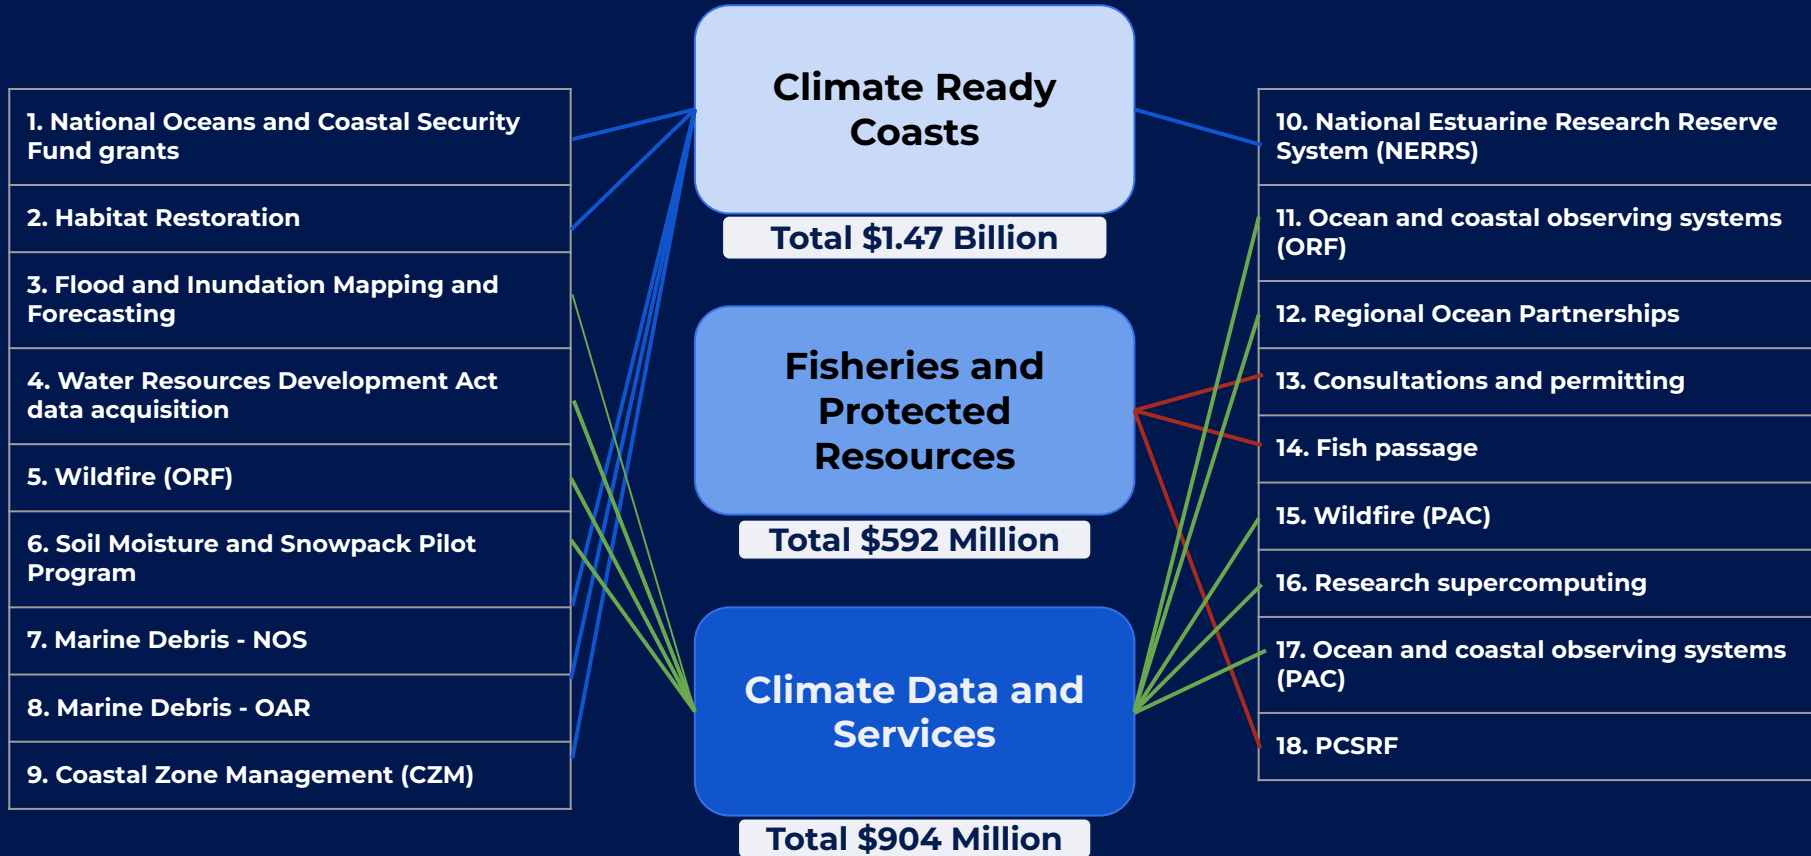 Climate Ready
Coasts
Total $1.47 Billion
Fisheries and
Protected
Resources
Total $592 Million
Climate Data and
Services
Total $904 Million
1. National Oceans and Coastal Security
Fund grants
2. Habitat Restoration
3. Flood and Inundation Mapping and
Forecasting
4. Water Resources Development Act
data acquisition
5. Wildfire (ORF)
6. Soil Moisture and Snowpack Pilot
Program
7. Marine Debris - NOS
8. Marine Debris - OAR
9. Coastal Zone Management (CZM)
10. National Estuarine Research Reserve
System (NERRS)
11. Ocean and coastal observing systems
(ORF)
12. Regional Ocean Partnerships
13. Consultations and permitting
14. Fish passage
15. Wildfire (PAC)
16. Research supercomputing
17. Ocean and coastal observing systems
(PAC)
18. PCSRF